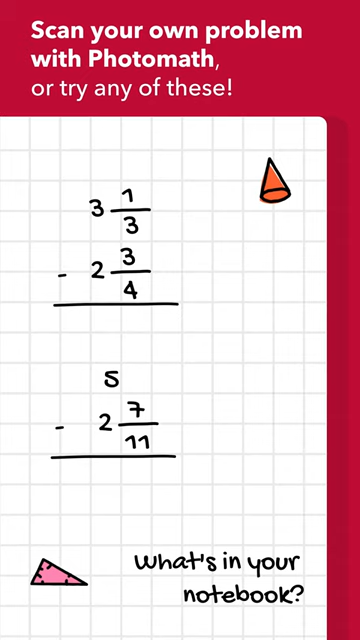 Scan your own problem
with Photomath,
or try any of these!
3 1/3
- 2 3/4
5
- 2 7/11
What's in your
notebook?